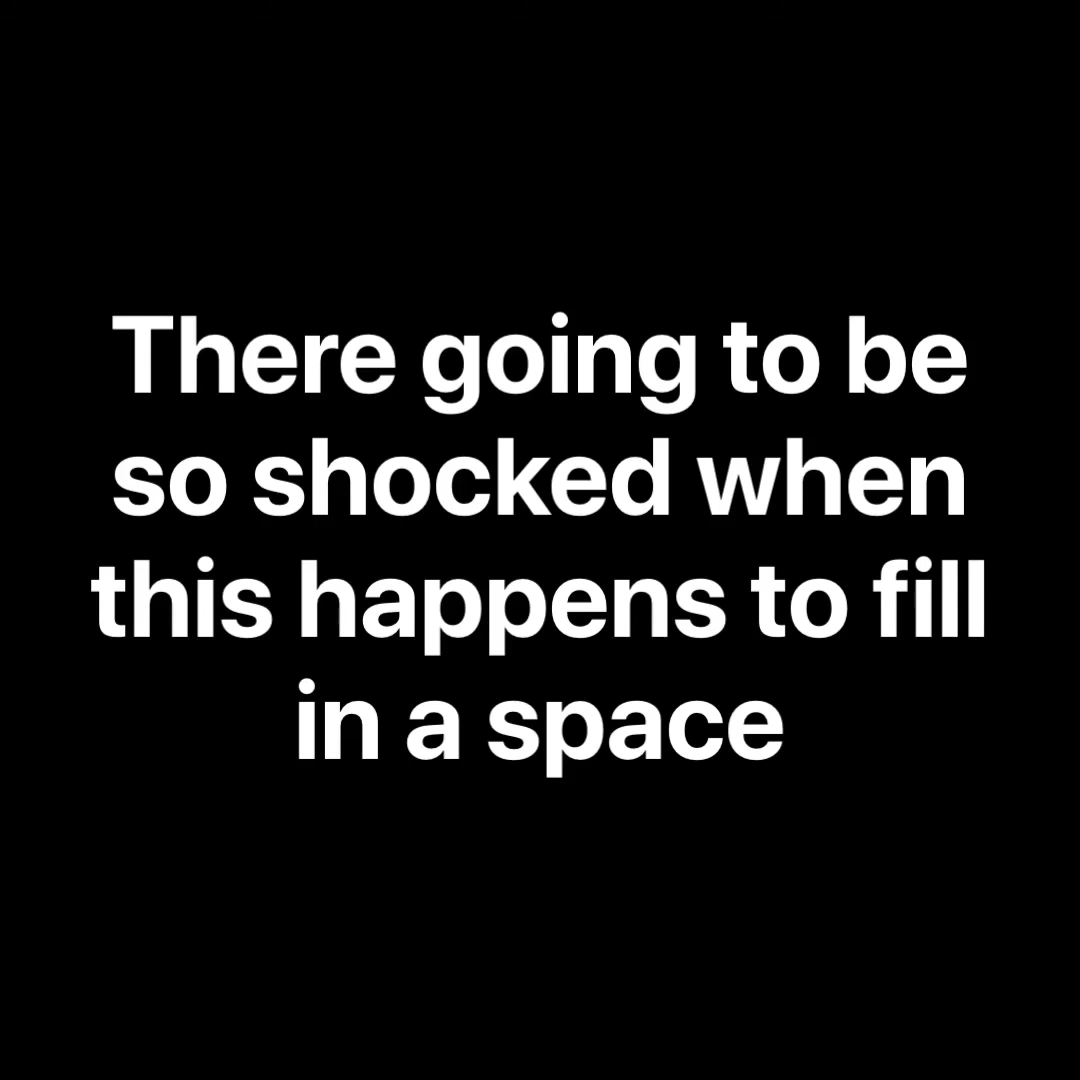 There going to be
so shocked when
this happens to fill
in a space